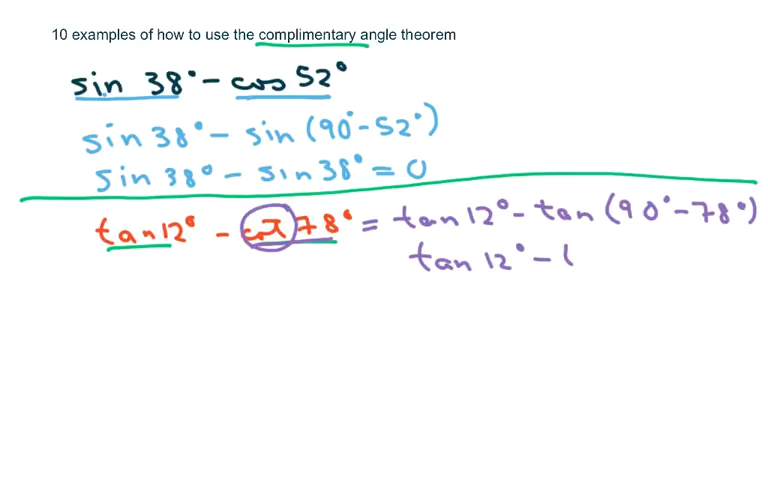 10 examples of how to use the complimentary angle theorem
sin 38° - cos 52°
sin 38° - sin (90° - 52°)
sin 38° - sin 38° = 0
tan 12° - cot 78° = tan 12° - tan (90° - 78°)
tan 12° - (